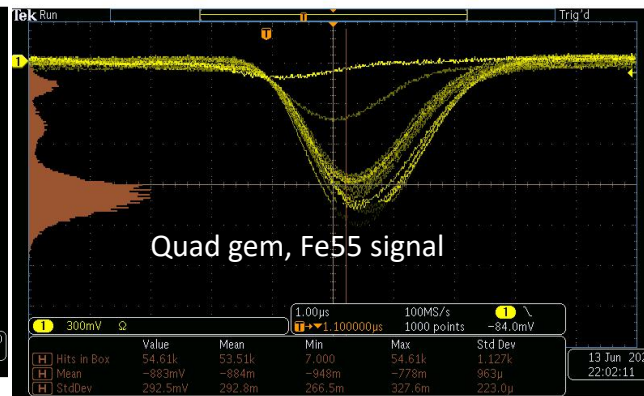 Tek Run Trig'd
T
T
1
Quad gem, Fe55 signal
1 300mV Ω
1.00µs 100MS/s 1
T→▼1.100000µs 1000 points −84.0mV
Value Mean Min Max Std Dev
H Hits in Box 54.61k 53.51k 7.000 54.61k 1.127k
H Mean −883mV −884m −948m −778m 963µ
H StdDev 292.5mV 292.8m 266.5m 327.6m 223.0µ
13 Jun
22:02:11